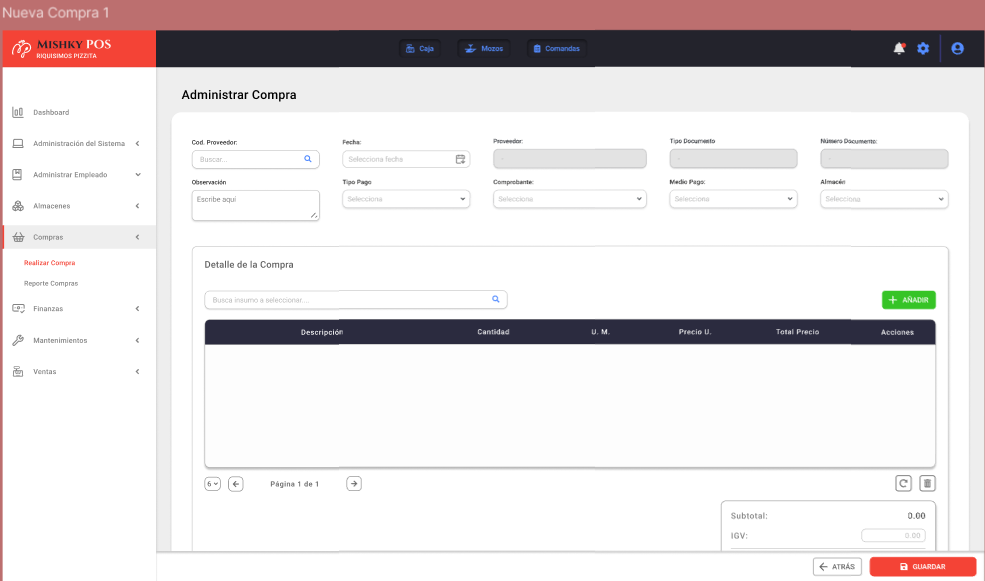 Nueva Compra 1
MISHKY POS
RIQUISIMOS PIZZITA
Caja
Mozos
Comandas
Dashboard
Administración del Sistema
Administrar Empleado
Almacenes
Compras
Realizar Compra
Reporte Compras
Finanzas
Mantenimientos
Ventas
Administrar Compra
Cod. Proveedor: Fecha: Proveedor: Tipo Documento Número Documento:
Buscar... Selecciona fecha - - -
Observación Tipo Pago Comprobante: Medio Pago: Almacén
Escribe aquí Selecciona Selecciona Selecciona Selecciona
Detalle de la Compra
Busca insumo a seleccionar... AÑADIR
Descripción Cantidad U. M. Precio U. Total Precio Acciones
6 Página 1 de 1
Subtotal: 0.00
IGV: 0.00
ATRÁS GUARDAR